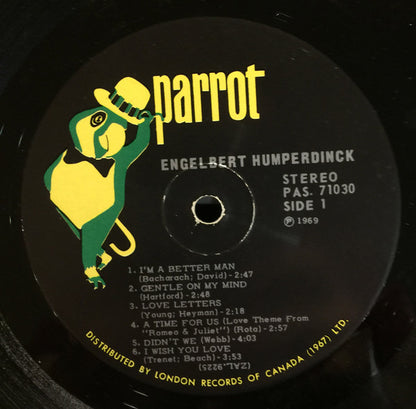 parrot
ENGELBERT HUMPERDINCK
STEREO
PAS. 71030
SIDE 1
Ⓟ 1969
1. I'M A BETTER MAN
(Bacharach; David) - 2:47
2. GENTLE ON MY MIND
(Hartford) - 2:48
3. LOVE LETTERS
(Young; Heyman) - 2:18
4. A TIME FOR US (Love Theme From
"Romeo & Juliet") (Rota) - 2:57
5. DIDN'T WE (Webb) - 4:03
6. I WISH YOU LOVE
(Trenet; Beach) - 3:53
(ZAL. 9225)
DISTRIBUTED BY LONDON RECORDS OF CANADA (1967) LTD.